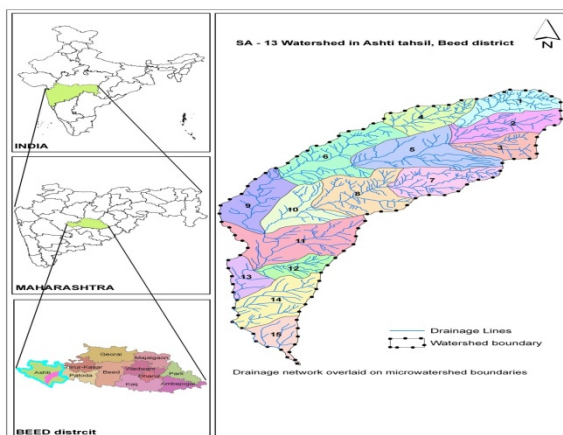 SA - 13 Watershed in Ashti tahsil, Beed district
N
INDIA
MAHARASHTRA
BEED distrcit
Georai
Majalgaon
Ashti
Patoda
Beed
Wadwani
Dharur
Kaij
Parli
Ambejogai
1
2
3
4
5
6
7
8
9
10
11
12
13
14
15
Drainage Lines
Watershed boundary
Drainage network overlaid on microwatershed boundaries